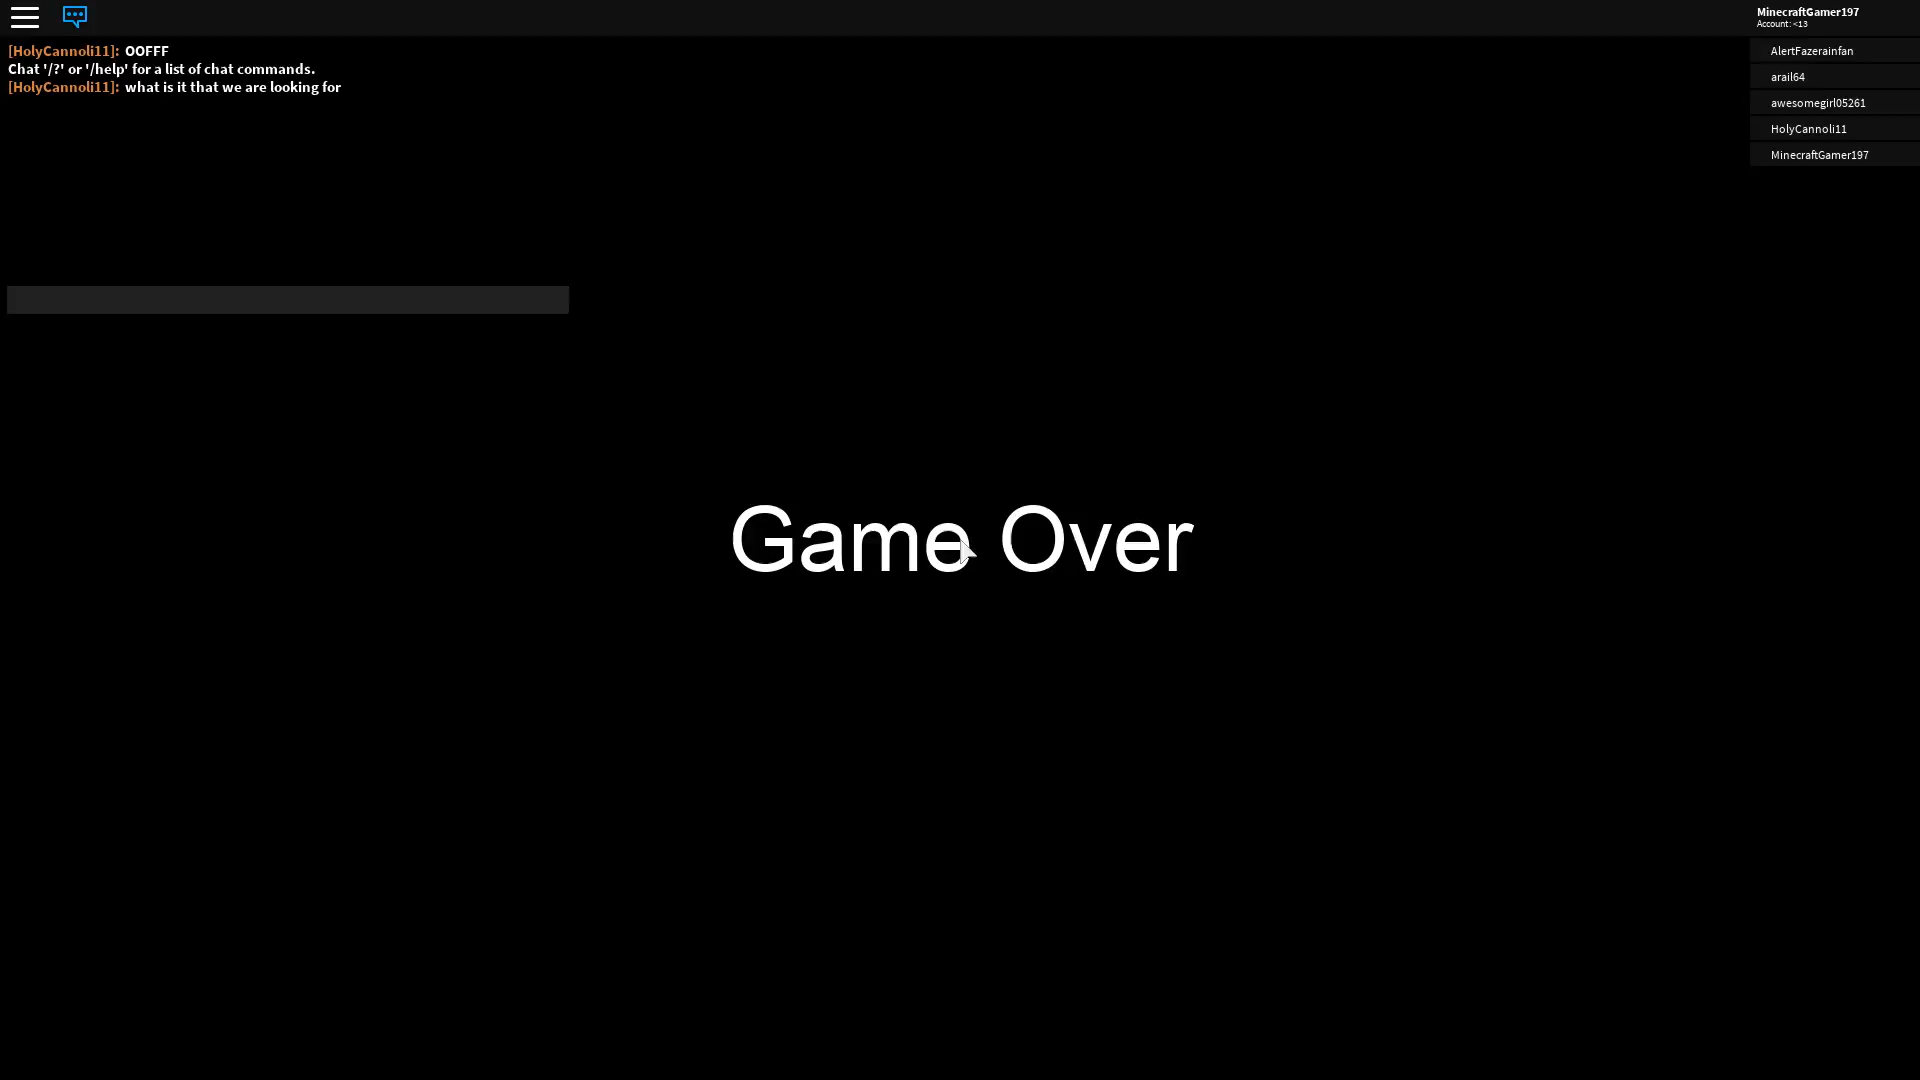 MinecraftGamer197
Account: <13
[HolyCannoli11]: OOFFF
Chat '/?' or '/help' for a list of chat commands.
[HolyCannoli11]: what is it that we are looking for
AlertFazerainfan
arail64
awesomegirl05261
HolyCannoli11
MinecraftGamer197
Game Over